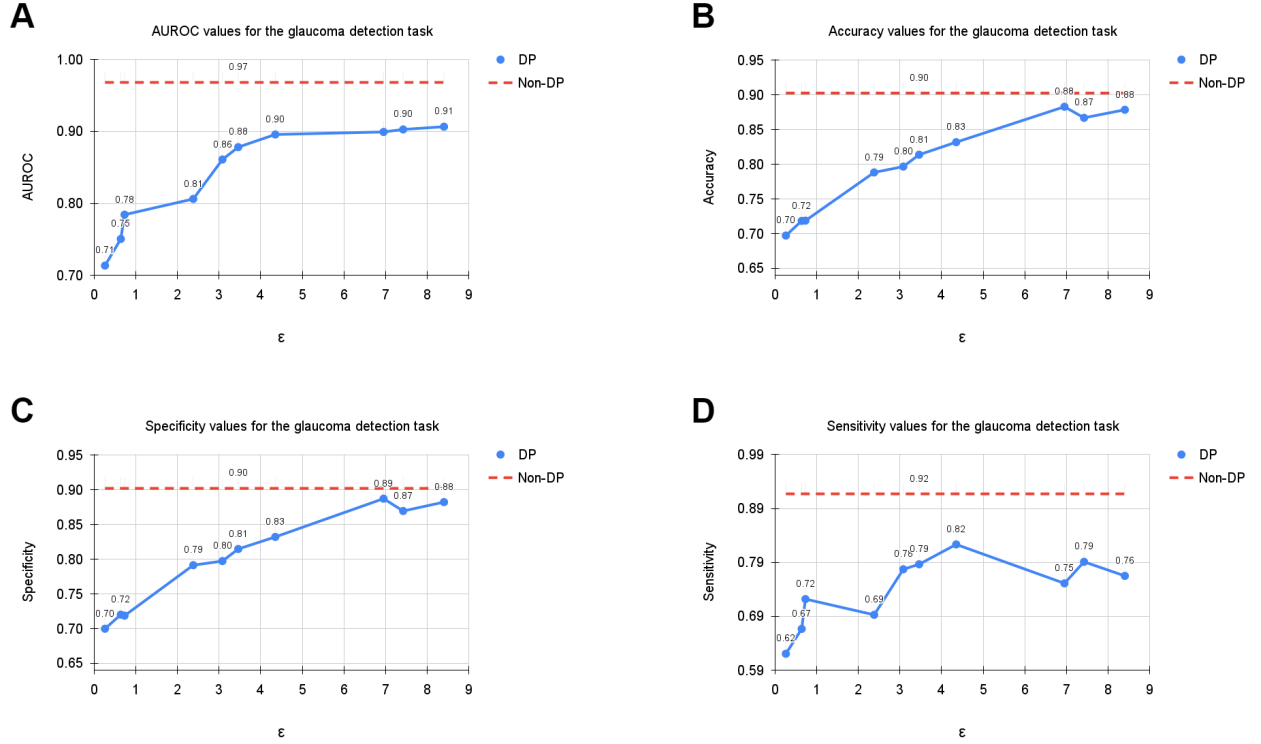 A
AUROC values for the glaucoma detection task
DP
Non-DP
AUROC
1.00
0.90
0.80
0.70
0.97
0.71
0.75
0.78
0.81
0.86
0.88
0.90
0.90
0.91
0 1 2 3 4 5 6 7 8 9
ε
B
Accuracy values for the glaucoma detection task
DP
Non-DP
Accuracy
0.95
0.90
0.85
0.80
0.75
0.70
0.65
0.90
0.70
0.72
0.79
0.80
0.81
0.83
0.88
0.87
0.88
0 1 2 3 4 5 6 7 8 9
ε
C
Specificity values for the glaucoma detection task
DP
Non-DP
Specificity
0.95
0.90
0.85
0.80
0.75
0.70
0.65
0.90
0.70
0.72
0.79
0.80
0.81
0.83
0.89
0.87
0.88
0 1 2 3 4 5 6 7 8 9
ε
D
Sensitivity values for the glaucoma detection task
DP
Non-DP
Sensitivity
0.99
0.89
0.79
0.69
0.59
0.92
0.62
0.67
0.72
0.69
0.78
0.79
0.82
0.75
0.79
0.76
0 1 2 3 4 5 6 7 8 9
ε